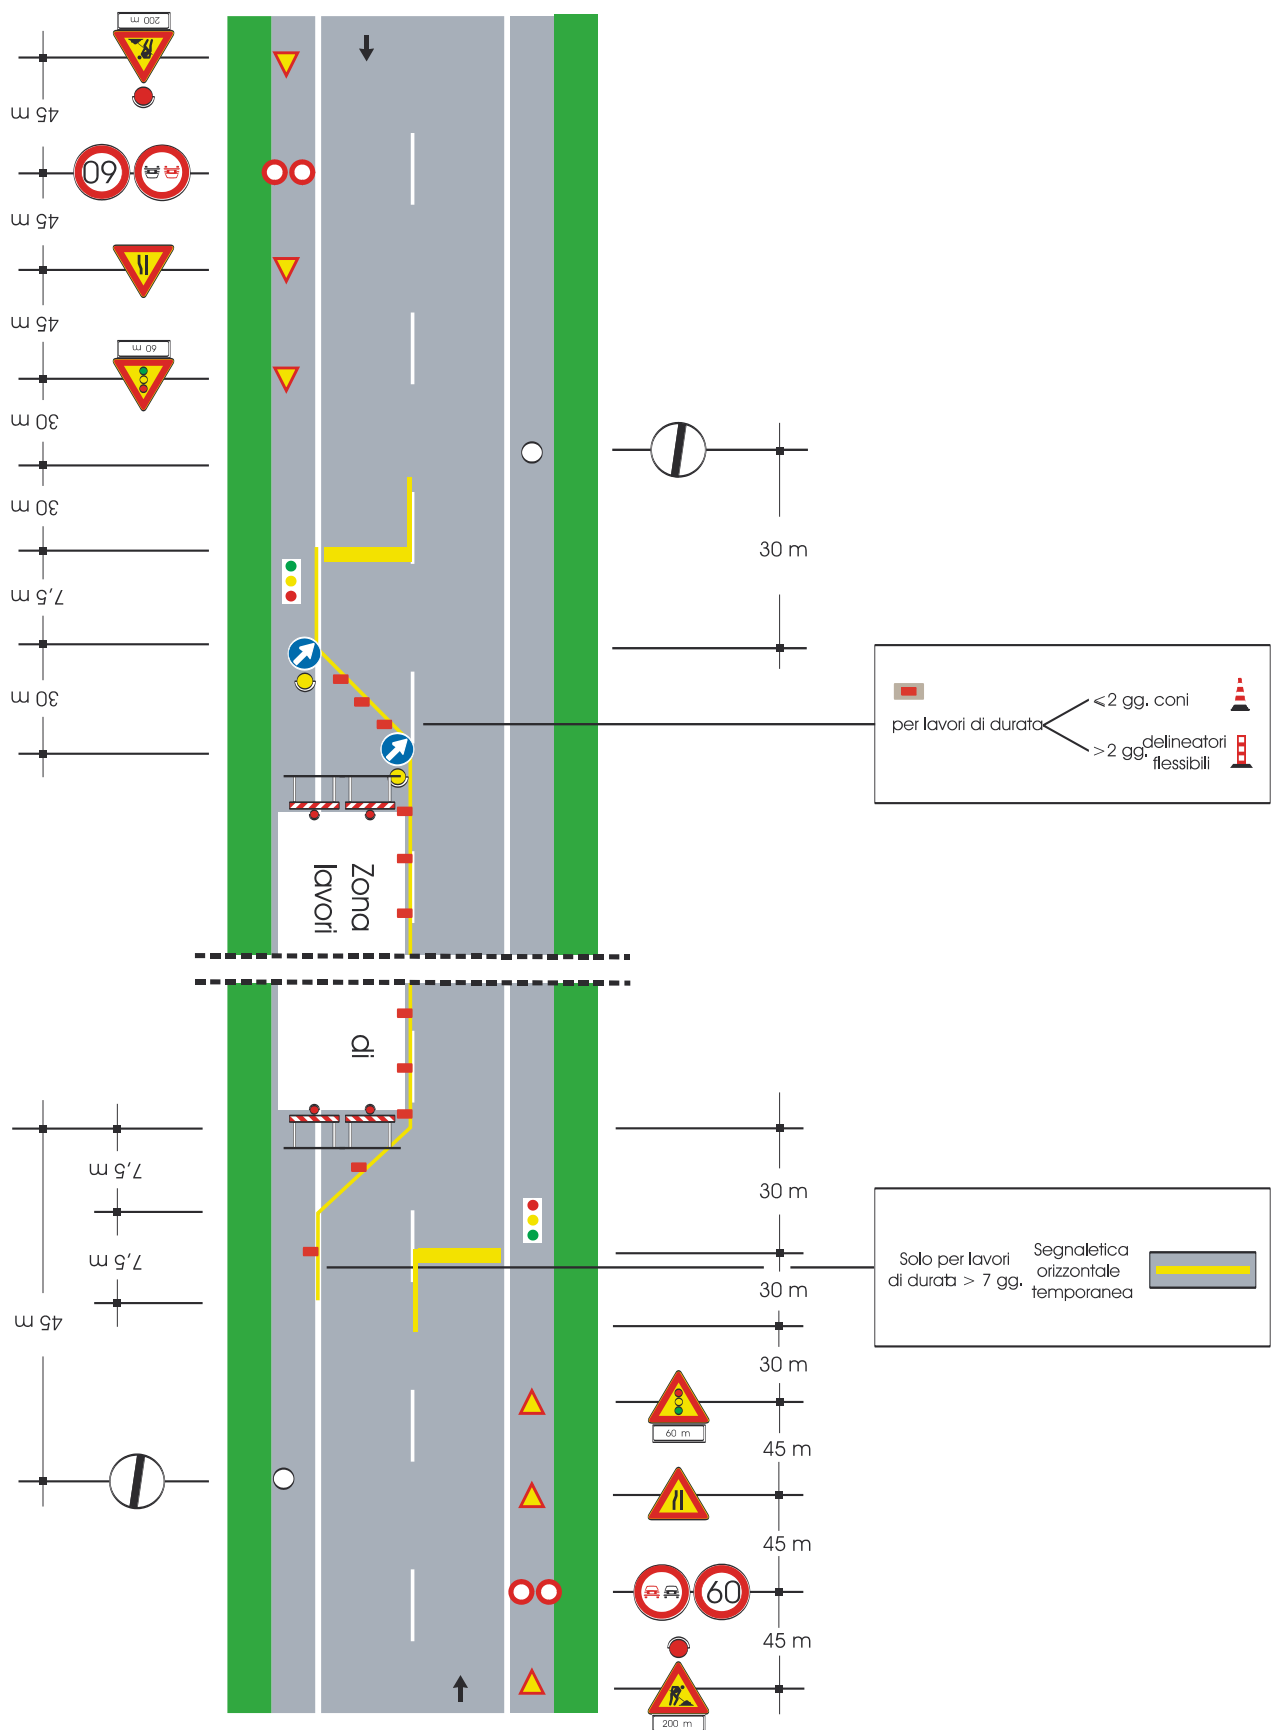 200 m
45 m
60
45 m
45 m
60 m
30 m
30 m
7,5 m
30 m
30 m
per lavori di durata
⩽2 gg. coni
>2 gg. delineatori
flessibili
Zona
lavori
di
7,5 m
7,5 m
45 m
30 m
30 m
30 m
Solo per lavori
di durata > 7 gg.
Segnaletica
orizzontale
temporanea
60 m
45 m
45 m
60
45 m
200 m